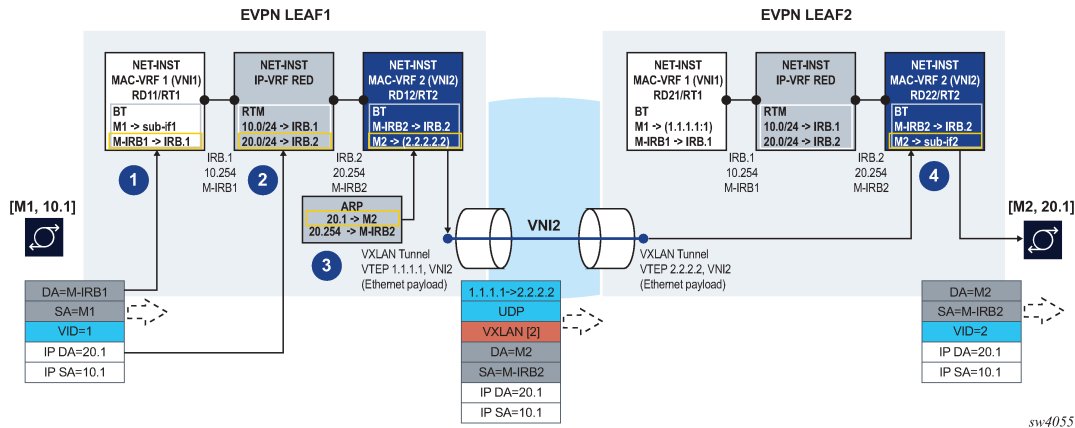 EVPN LEAF1
EVPN LEAF2
NET-INST
MAC-VRF 1 (VNI1)
RD11/RT1
BT
M1 -> sub-if1
M-IRB1 -> IRB.1
NET-INST
IP-VRF RED
RTM
10.0/24 -> IRB.1
20.0/24 -> IRB.2
NET-INST
MAC-VRF 2 (VNI2)
RD12/RT2
BT
M-IRB2 -> IRB.2
M2 -> (2.2.2.2)
NET-INST
MAC-VRF 1 (VNI1)
RD21/RT1
BT
M1 -> (1.1.1.1:1)
M-IRB1 -> IRB.1
NET-INST
IP-VRF RED
RTM
10.0/24 -> IRB.1
20.0/24 -> IRB.2
NET-INST
MAC-VRF 2 (VNI2)
RD22/RT2
BT
M-IRB2 -> IRB.2
M2 -> sub-if2
1
IRB.1
10.254
M-IRB1
2
IRB.2
20.254
M-IRB2
IRB.1
10.254
M-IRB1
IRB.2
20.254
M-IRB2
4
[M1, 10.1]
[M2, 20.1]
ARP
20.1 -> M2
20.254 -> M-IRB2
3
VNI2
VXLAN Tunnel
VTEP 1.1.1.1, VNI2
(Ethernet payload)
VXLAN Tunnel
VTEP 2.2.2.2, VNI2
(Ethernet payload)
DA=M-IRB1
SA=M1
VID=1
IP DA=20.1
IP SA=10.1
1.1.1.1->2.2.2.2
UDP
VXLAN [2]
DA=M2
SA=M-IRB2
IP DA=20.1
IP SA=10.1
DA=M2
SA=M-IRB2
VID=2
IP DA=20.1
IP SA=10.1
sw4055